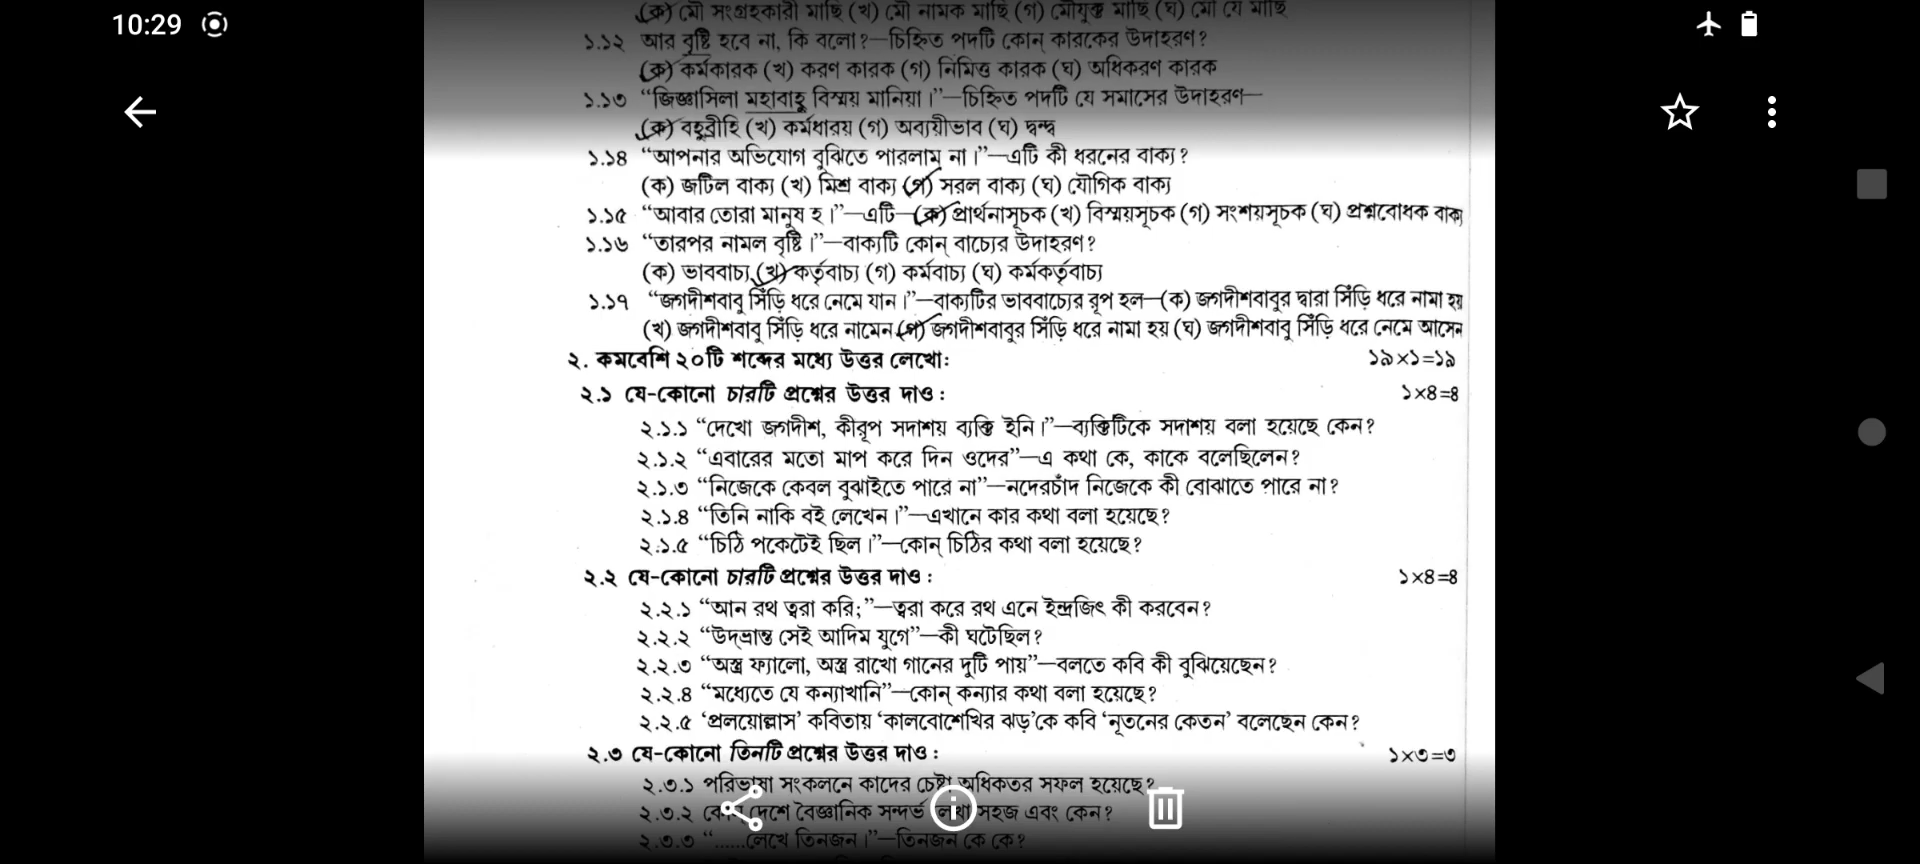 10:29
(ক) মৌ সংগ্রহকারী মাছি (খ) মৌ নামক মাছি (গ) মৌযুক্ত মাছি (ঘ) মৌ যে মাছি
১.১২ আর বৃষ্টি হবে না, কি বলো?—চিহ্নিত পদটি কোন্ কারকের উদাহরণ?
(ক) কর্মকারক (খ) করণ কারক (গ) নিমিত্ত কারক (ঘ) অধিকরণ কারক
১.১৩ “জিজ্ঞাসিলা মহাবাহু বিস্ময় মানিয়া।”—চিহ্নিত পদটি যে সমাসের উদাহরণ—
(ক) বহুব্রীহি (খ) কর্মধারয় (গ) অব্যয়ীভাব (ঘ) দ্বন্দ্ব
১.১৪ “আপনার অভিযোগ বুঝিতে পারলাম না।”—এটি কী ধরনের বাক্য?
(ক) জটিল বাক্য (খ) মিশ্র বাক্য (গ) সরল বাক্য (ঘ) যৌগিক বাক্য
১.১৫ “আবার তোরা মানুষ হ।”—এটি—(ক) প্রার্থনাসূচক (খ) বিস্ময়সূচক (গ) সংশয়সূচক (ঘ) প্রশ্নবোধক বাক্য
১.১৬ “তারপর নামল বৃষ্টি।”—বাক্যটি কোন্ বাচ্যের উদাহরণ?
(ক) ভাববাচ্য (খ) কর্তৃবাচ্য (গ) কর্মবাচ্য (ঘ) কর্মকর্তৃবাচ্য
১.১৭ “জগদীশবাবু সিঁড়ি ধরে নেমে যান।”—বাক্যটির ভাববাচ্যের রূপ হল—(ক) জগদীশবাবুর দ্বারা সিঁড়ি ধরে নামা হয়
(খ) জগদীশবাবু সিঁড়ি ধরে নামেন (গ) জগদীশবাবুর সিঁড়ি ধরে নামা হয় (ঘ) জগদীশবাবু সিঁড়ি ধরে নেমে আসেন
২. কমবেশি ২০টি শব্দের মধ্যে উত্তর লেখো: ১৯×১=১৯
২.১ যে-কোনো চারটি প্রশ্নের উত্তর দাও : ১×৪=৪
২.১.১ “দেখো জগদীশ, কীরূপ সদাশয় ব্যক্তি ইনি।”—ব্যক্তিটিকে সদাশয় বলা হয়েছে কেন?
২.১.২ “এবারের মতো মাপ করে দিন ওদের”—এ কথা কে, কাকে বলেছিলেন?
২.১.৩ “নিজেকে কেবল বুঝাইতে পারে না”—নদেরচাঁদ নিজেকে কী বোঝাতে পারে না?
২.১.৪ “তিনি নাকি বই লেখেন।”—এখানে কার কথা বলা হয়েছে?
২.১.৫ “চিঠি পকেটেই ছিল।”—কোন্ চিঠির কথা বলা হয়েছে?
২.২ যে-কোনো চারটি প্রশ্নের উত্তর দাও : ১×৪=৪
২.২.১ “আন রথ ত্বরা করি;”—ত্বরা করে রথ এনে ইন্দ্রজিৎ কী করবেন?
২.২.২ “উদ্‌ভ্রান্ত সেই আদিম যুগে”—কী ঘটেছিল?
২.২.৩ “অস্ত্র ফ্যালো, অস্ত্র রাখো গানের দুটি পায়”—বলতে কবি কী বুঝিয়েছেন?
২.২.৪ “মধ্যেতে যে কন্যাখানি”—কোন্ কন্যার কথা বলা হয়েছে?
২.২.৫ ‘প্রলয়োল্লাস’ কবিতায় ‘কালবোশেখির ঝড়’কে কবি ‘নূতনের কেতন’ বলেছেন কেন?
২.৩ যে-কোনো তিনটি প্রশ্নের উত্তর দাও : ১×৩=৩
২.৩.১ পরিভাষা সংকলনে কাদের চেষ্টা অধিকতর সফল হয়েছে?
২.৩.২ দেশে বৈজ্ঞানিক সন্দর্ভ লেখা সহজ এবং কেন?
২.৩.৩ “......লেখে তিনজন।”—তিনজন কে কে?